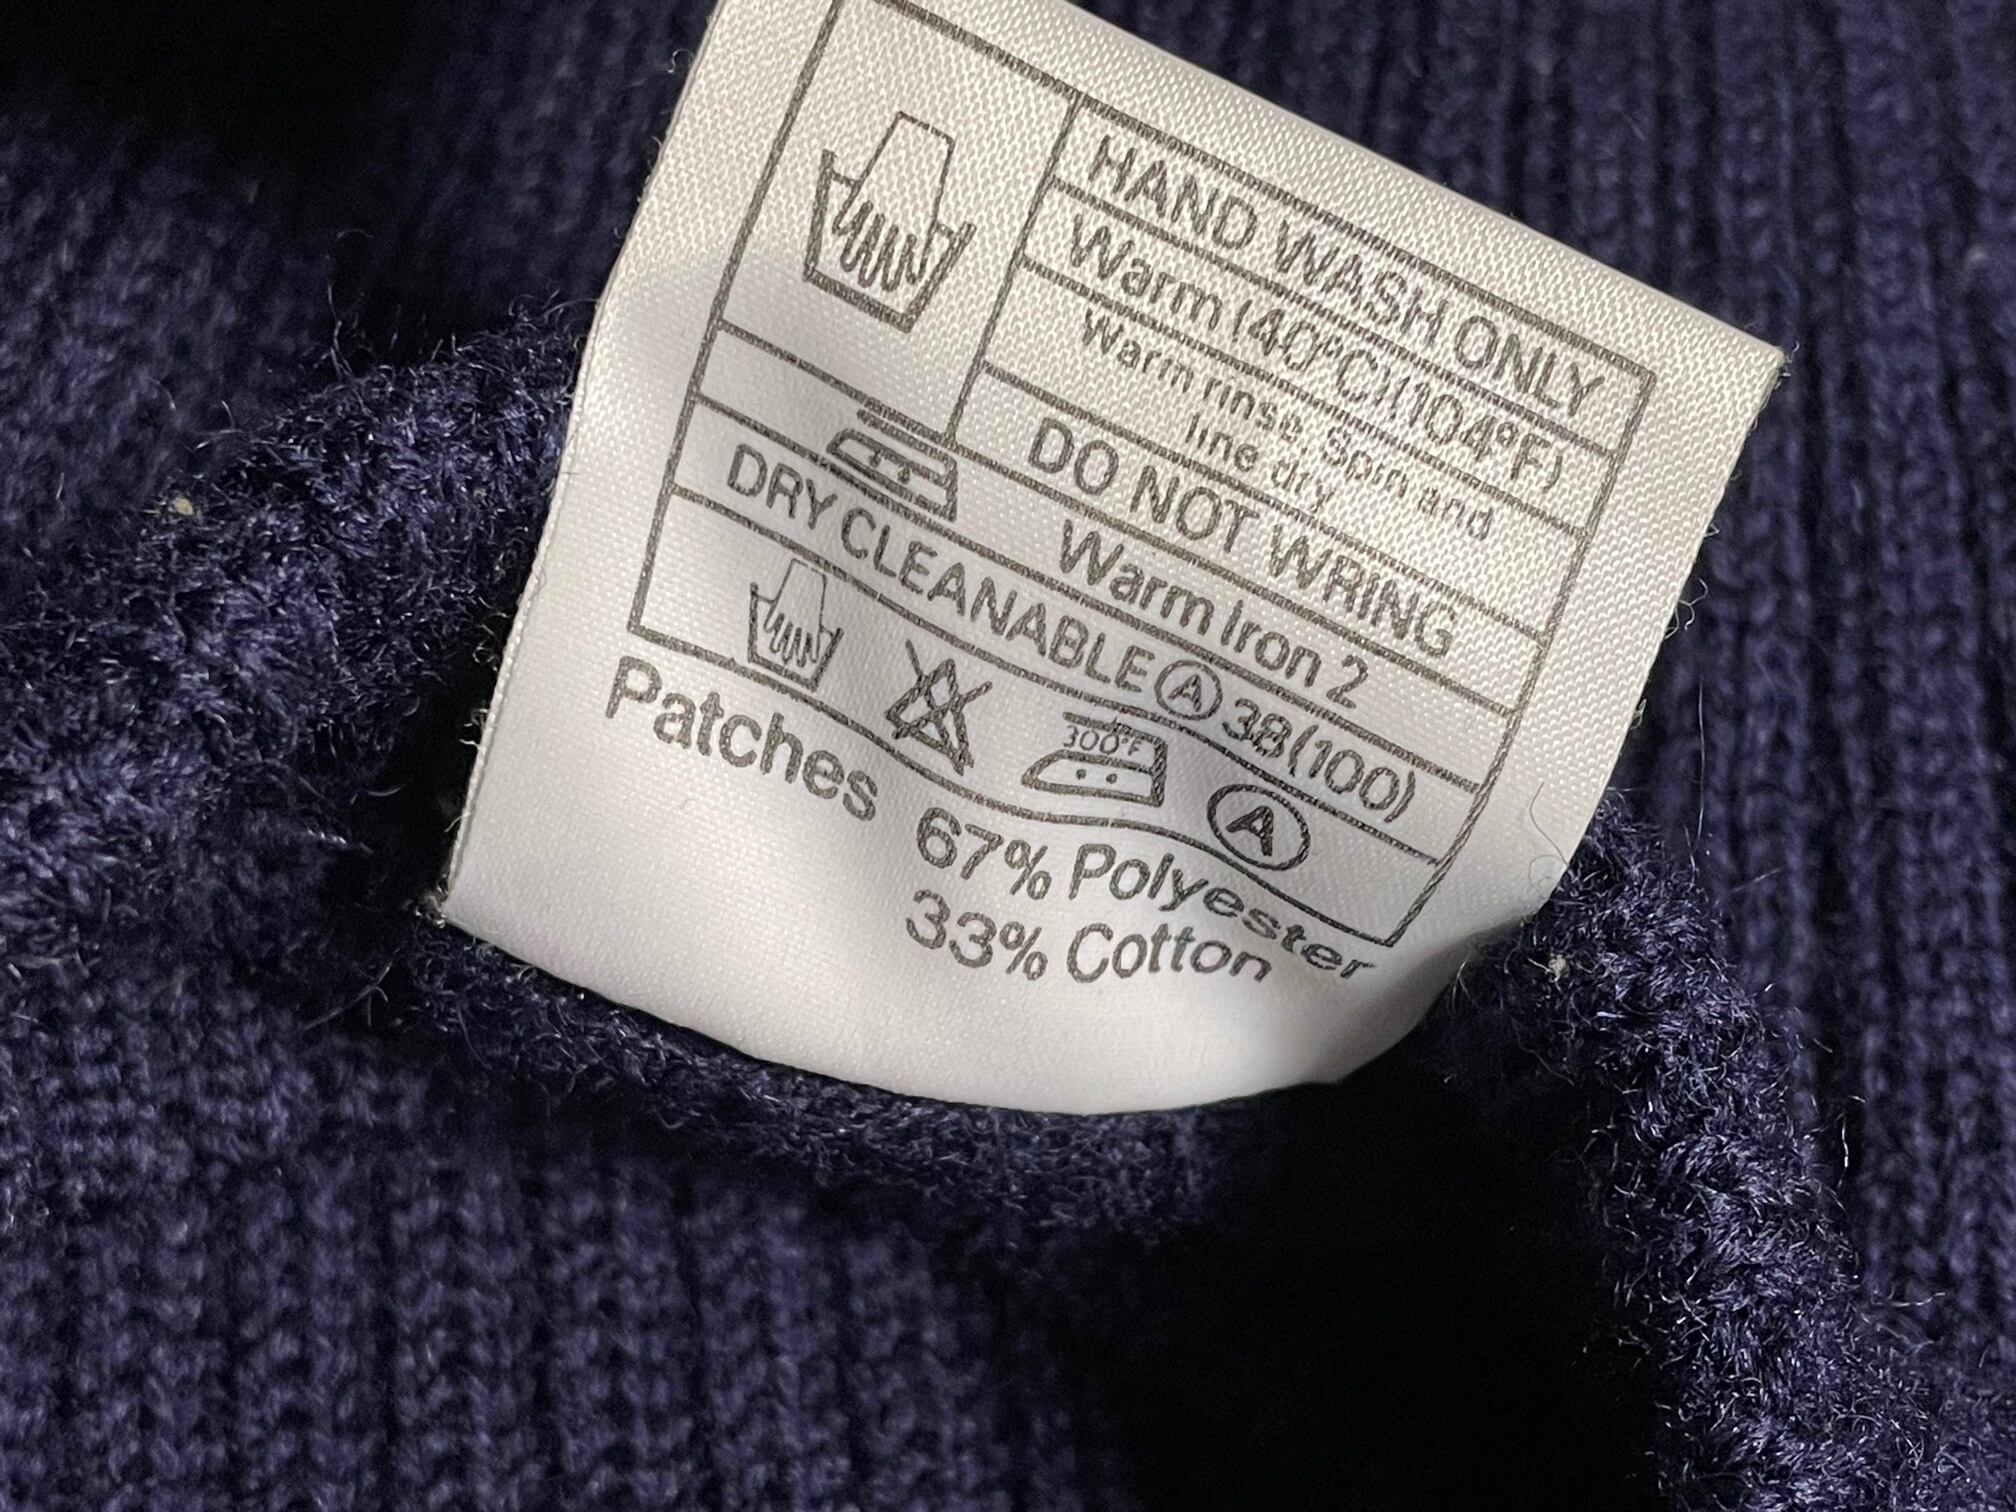 HAND WASH ONLY
Warm (40°C)(104°F)
Warm rinse. Spin and
line dry.
DO NOT WRING
Warm Iron 2
DRY CLEANABLE A 38(100)
300°F
A
Patches 67% Polyester
33% Cotton